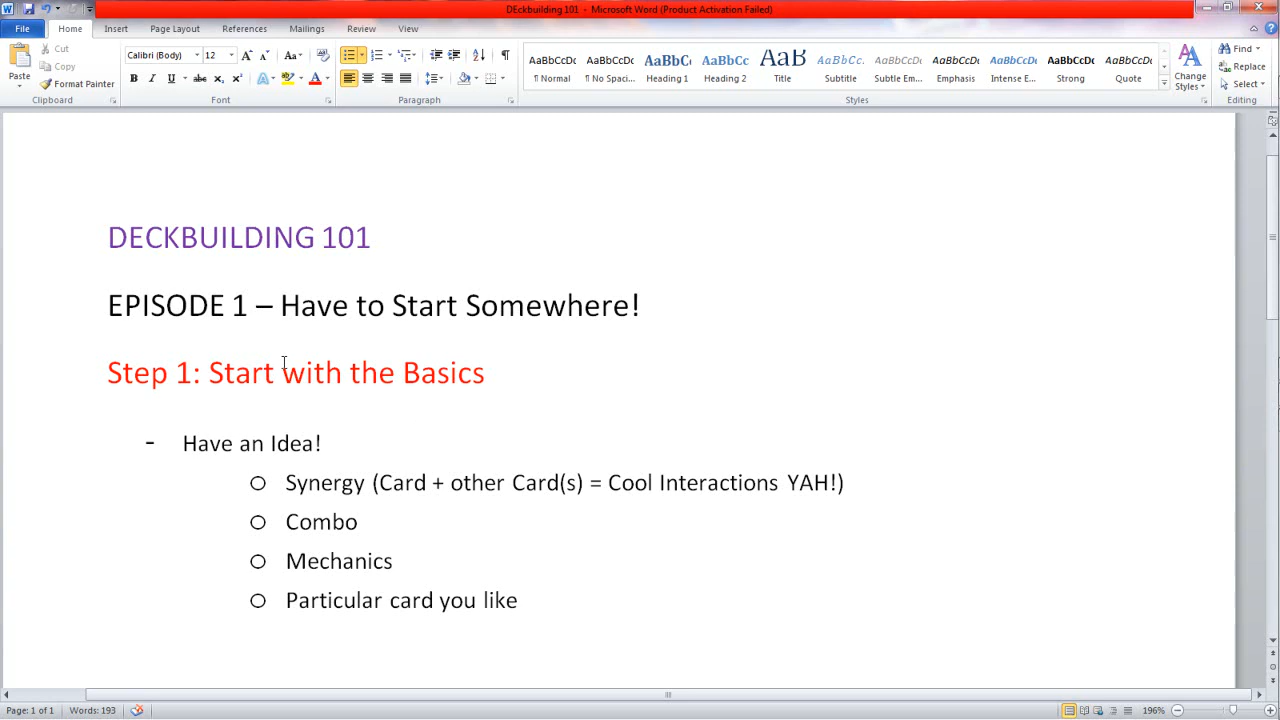 DEckbuilding 101 - Microsoft Word (Product Activation Failed)
File Home Insert Page Layout References Mailings Review View
Paste
Cut
Copy
Format Painter
Clipboard
Calibri (Body) 12
Font
Paragraph
AaBbCcDc AaBbCcDc AaBbC AaBbCc AaB AaBbCc. AaBbCcDc AaBbCcDc AaBbCcDc AaBbCcDc AaBbCcDc
¶ Normal ¶ No Spaci... Heading 1 Heading 2 Title Subtitle Subtle Em... Emphasis Intense E... Strong Quote
Styles
Change Styles
Find
Replace
Select
Editing
DECKBUILDING 101
EPISODE 1 – Have to Start Somewhere!
Step 1: Start with the Basics
- Have an Idea!
o Synergy (Card + other Card(s) = Cool Interactions YAH!)
o Combo
o Mechanics
o Particular card you like
Page: 1 of 1 Words: 193 196%